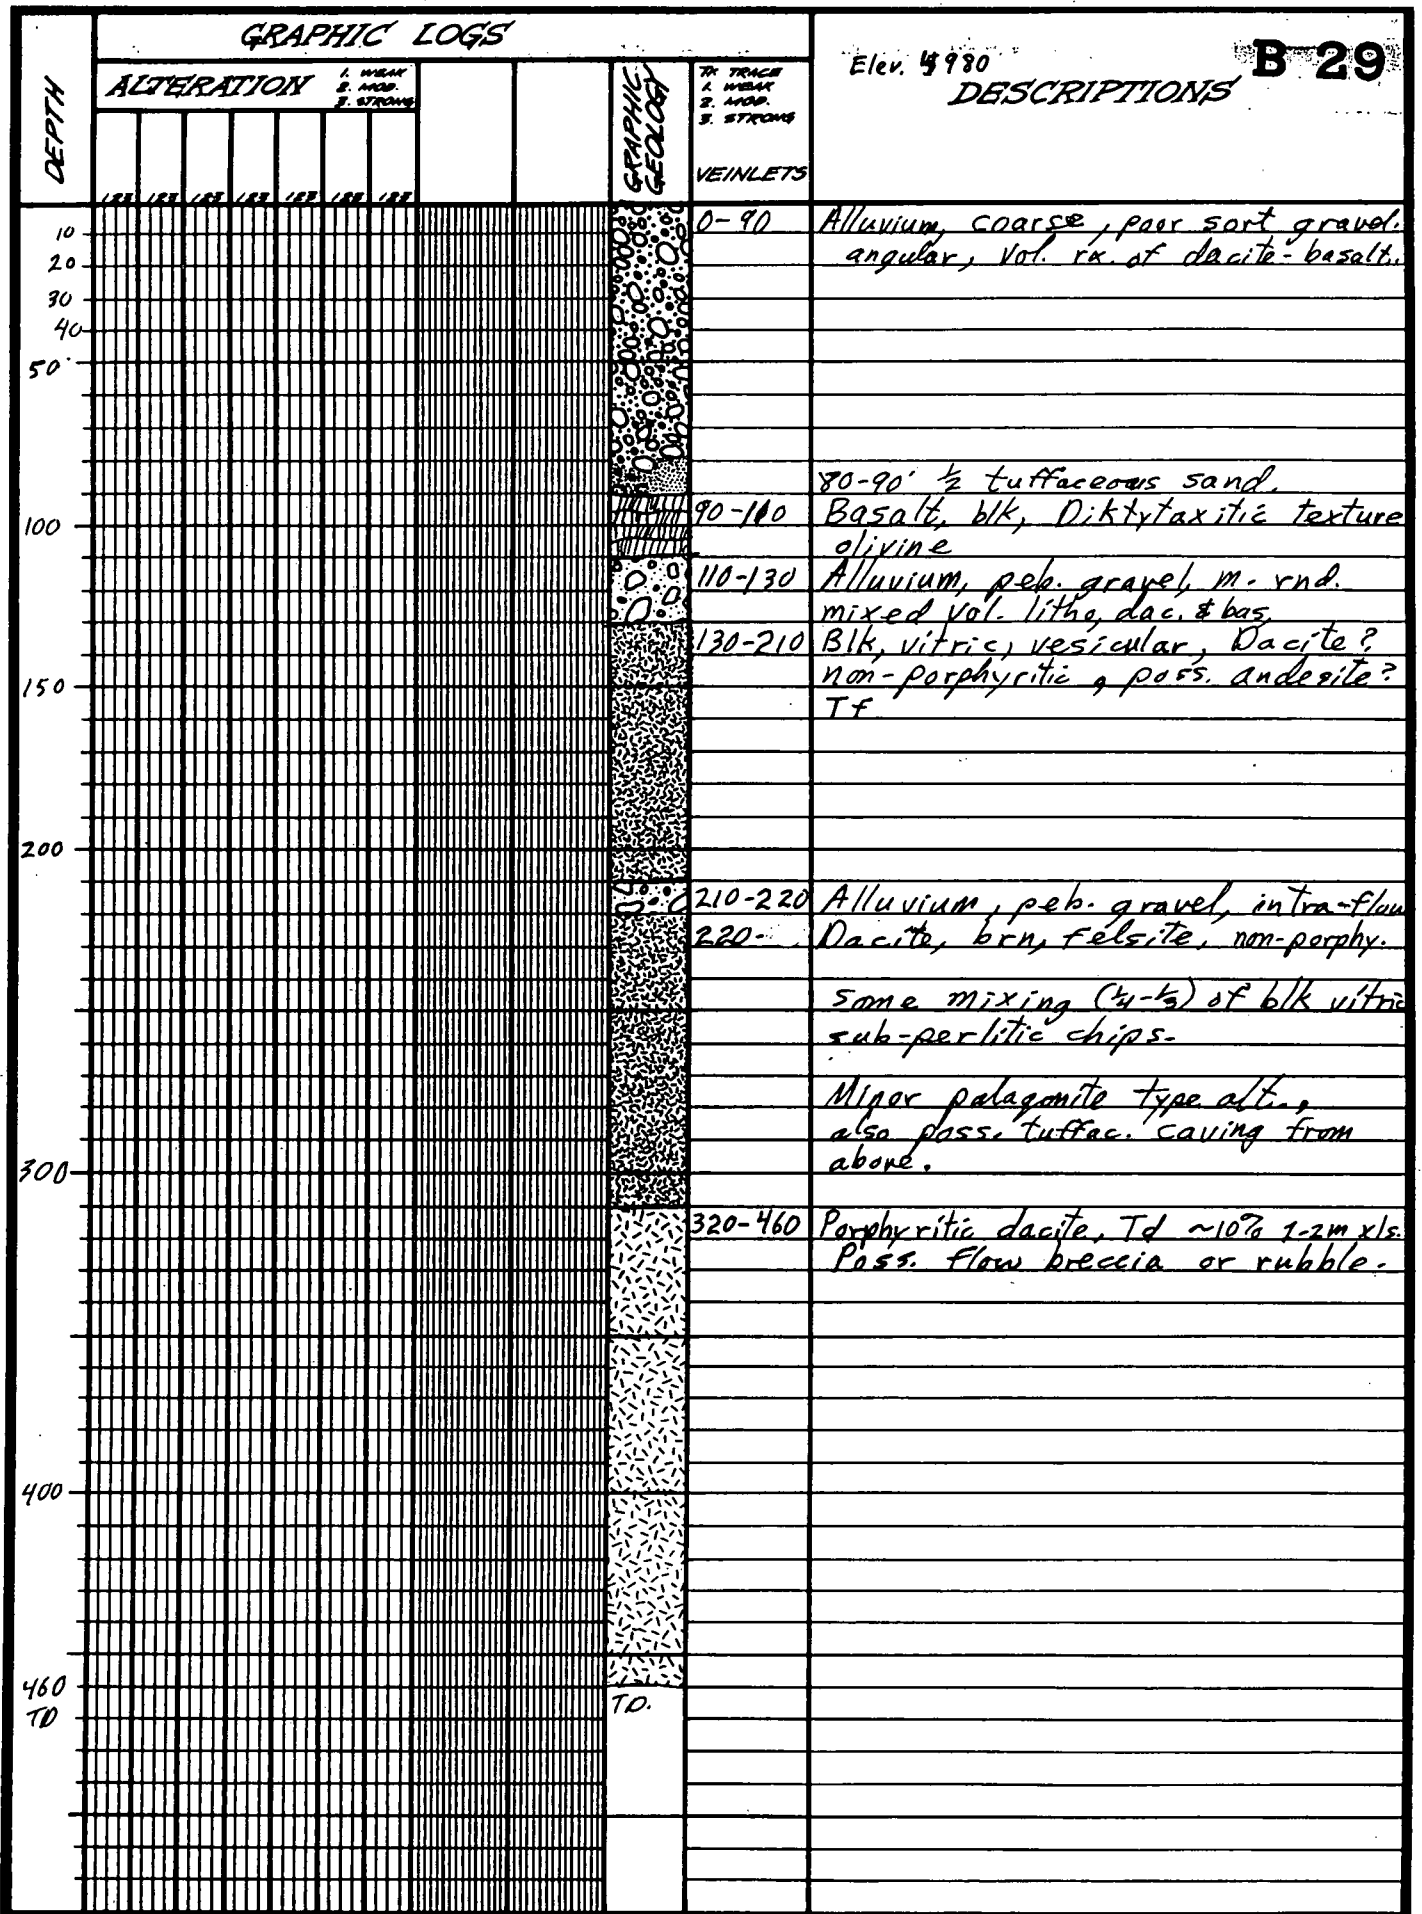 GRAPHIC LOGS
Elev. 4980
B 29
DESCRIPTIONS
DEPTH
ALTERATION
1. WEAK
2. MOD.
3. STRONG
GRAPHIC GEOLOGY
TR TRACE
1. WEAK
2. MOD.
3. STRONG
VEINLETS
123 123 123 123 123 123 123
10
20
30
40
50'
100
150
200
300
400
460
TD
0-90 Alluvium, coarse, poor sort gravel.
angular, Vol. rx. of dacite-basalt.
80-90' 1/2 tuffaceous sand.
90-110 Basalt, blk, Diktytaxitic texture
olivine
110-130 Alluvium, peb. gravel, m. rnd.
mixed vol. litho, dac. & bas.
130-210 Blk, vitric, vesicular, Dacite?
non-porphyritic, poss. andesite?
Tf
210-220 Alluvium, peb. gravel, intra-flow
220- Dacite, brn, felsite, non-porphy.
some mixing (1/4-1/3) of blk vitric
sub-perlitic chips.
Minor palagonite type alt.,
also poss. tuffac. caving from
above.
320-460 Porphyritic dacite, Td ~10% 1-2m xls.
Poss. flow breccia or rubble.
TD.